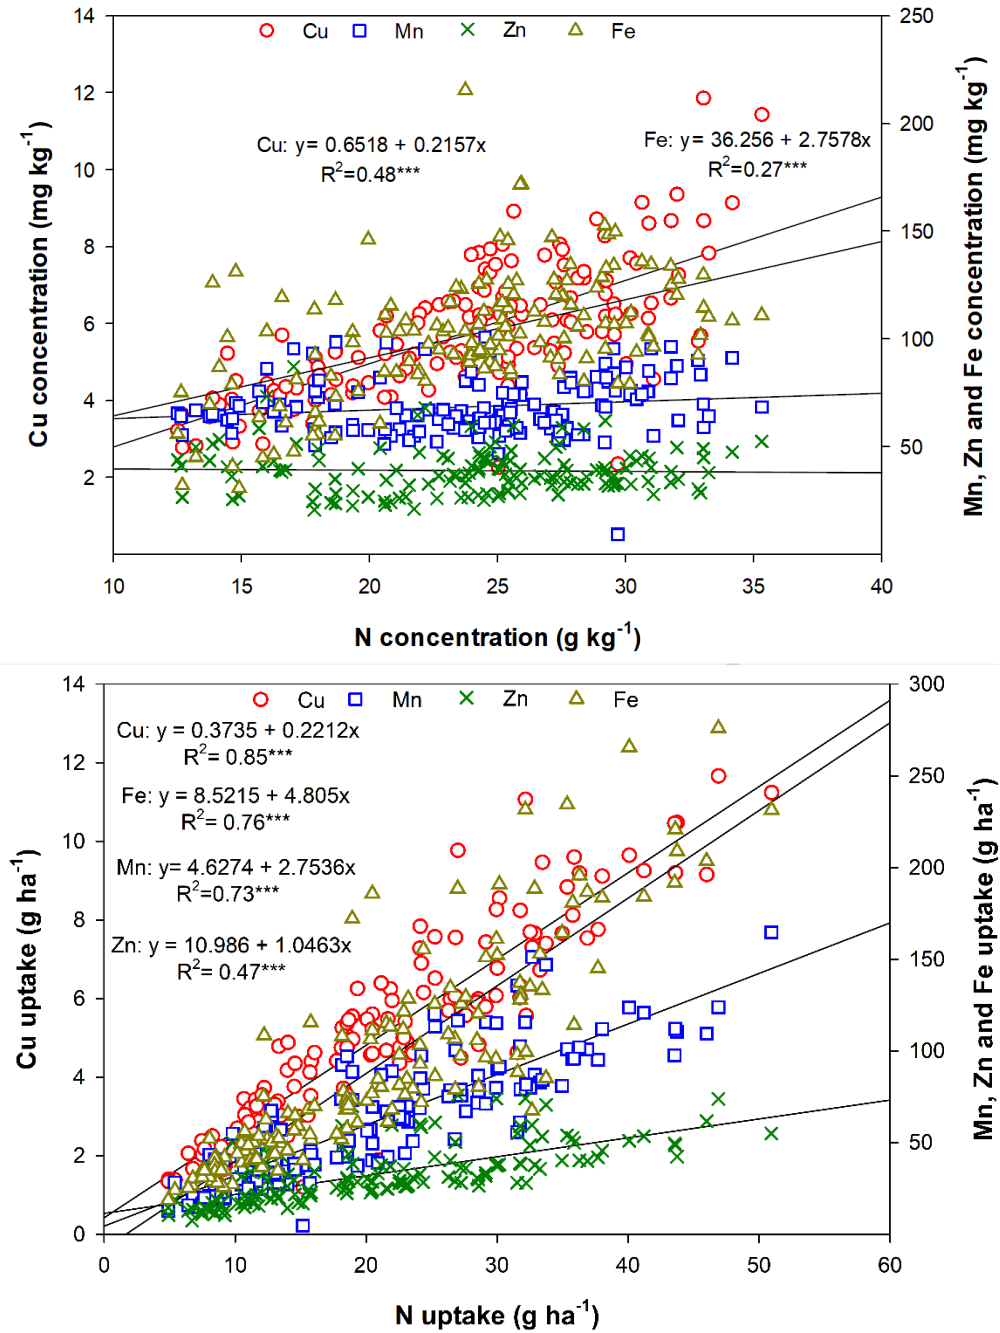 Cu Mn Zn Fe
14
12
10
8
6
4
2
Cu concentration (mg kg⁻¹)
250
200
150
100
50
Mn, Zn and Fe concentration (mg kg⁻¹)
Cu: y= 0.6518 + 0.2157x
R²=0.48***
Fe: y= 36.256 + 2.7578x
R²=0.27***
10 15 20 25 30 35 40
N concentration (g kg⁻¹)
Cu Mn Zn Fe
14
12
10
8
6
4
2
0
Cu uptake (g ha⁻¹)
300
250
200
150
100
50
Mn, Zn and Fe uptake (g ha⁻¹)
Cu: y = 0.3735 + 0.2212x
R²= 0.85***
Fe: y = 8.5215 + 4.805x
R²= 0.76***
Mn: y= 4.6274 + 2.7536x
R²=0.73***
Zn: y = 10.986 + 1.0463x
R²= 0.47***
0 10 20 30 40 50 60
N uptake (g ha⁻¹)